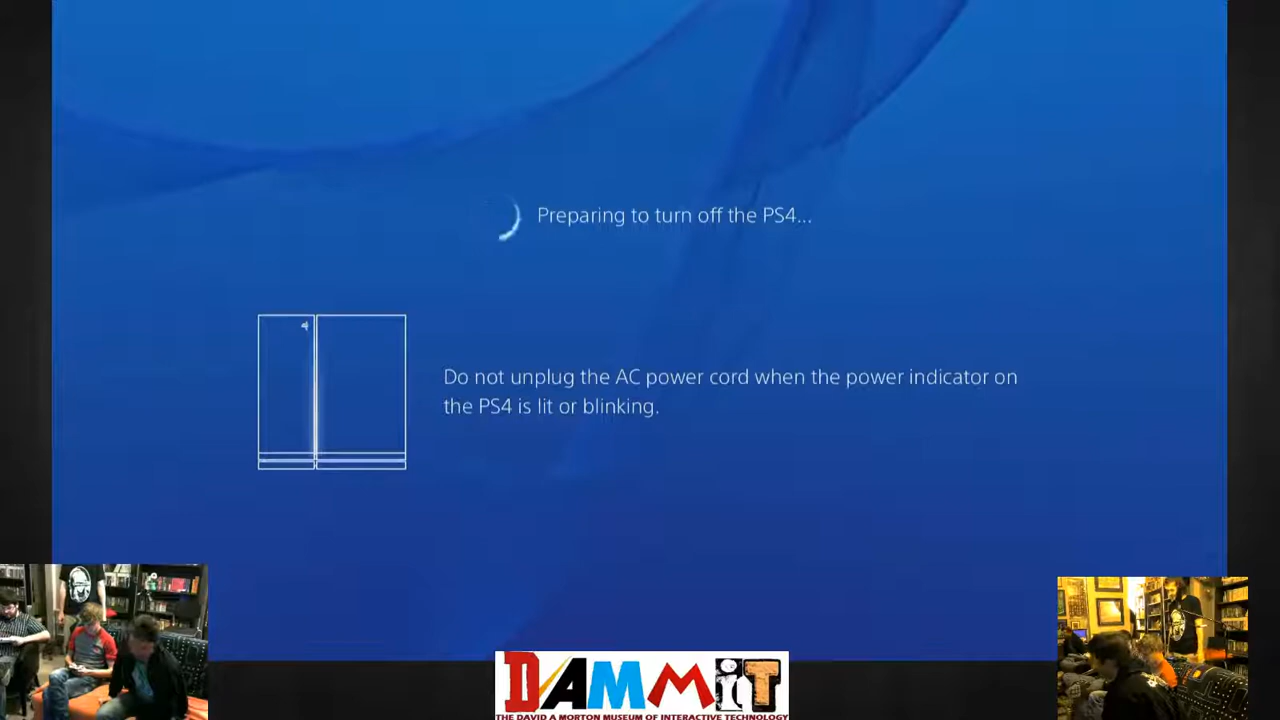 Preparing to turn off the PS4...
Do not unplug the AC power cord when the power indicator on
the PS4 is lit or blinking.
DAMMiT
THE DAVID A MORTON MUSEUM OF INTERACTIVE TECHNOLOGY